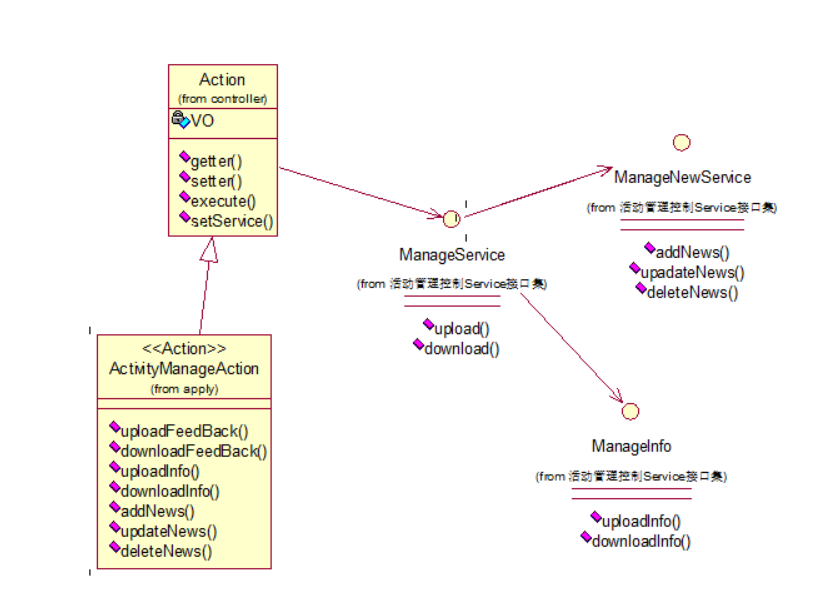 Action
(from controller)
VO
getter()
setter()
execute()
setService()
ManageService
(from 活动管理控制Service接口集)
upload()
download()
ManageNewService
(from 活动管理控制Service接口集)
addNews()
upadateNews()
deleteNews()
<<Action>>
ActivityManageAction
(from apply)
uploadFeedBack()
downloadFeedBack()
uploadInfo()
downloadInfo()
addNews()
updateNews()
deleteNews()
ManageInfo
(from 活动管理控制Service接口集)
uploadInfo()
downloadInfo()